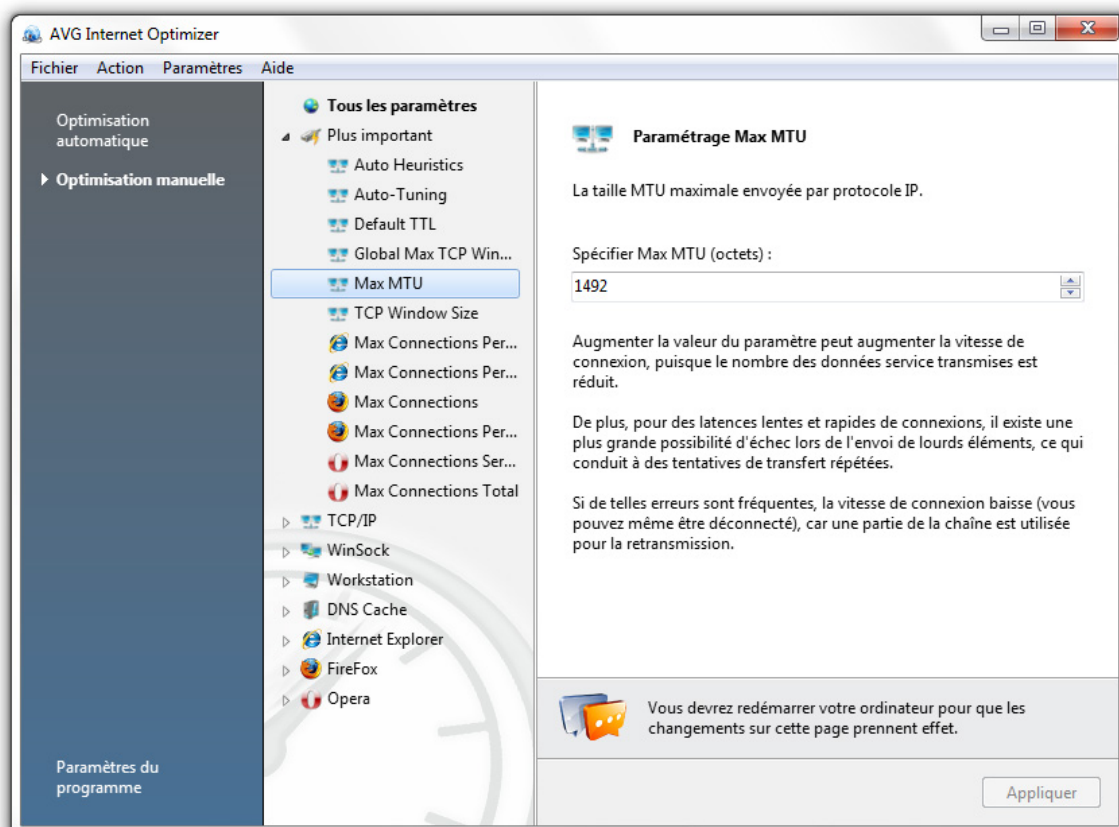 AVG Internet Optimizer
Fichier Action Paramètres Aide
Optimisation
automatique
Optimisation manuelle
Paramètres du
programme
Tous les paramètres
Plus important
Auto Heuristics
Auto-Tuning
Default TTL
Global Max TCP Win...
Max MTU
TCP Window Size
Max Connections Per...
Max Connections Per...
Max Connections
Max Connections Per...
Max Connections Ser...
Max Connections Total
TCP/IP
WinSock
Workstation
DNS Cache
Internet Explorer
FireFox
Opera
Paramétrage Max MTU
La taille MTU maximale envoyée par protocole IP.
Spécifier Max MTU (octets) :
1492
Augmenter la valeur du paramètre peut augmenter la vitesse de
connexion, puisque le nombre des données service transmises est
réduit.
De plus, pour des latences lentes et rapides de connexions, il existe une
plus grande possibilité d'échec lors de l'envoi de lourds éléments, ce qui
conduit à des tentatives de transfert répétées.
Si de telles erreurs sont fréquentes, la vitesse de connexion baisse (vous
pouvez même être déconnecté), car une partie de la chaîne est utilisée
pour la retransmission.
Vous devrez redémarrer votre ordinateur pour que les
changements sur cette page prennent effet.
Appliquer